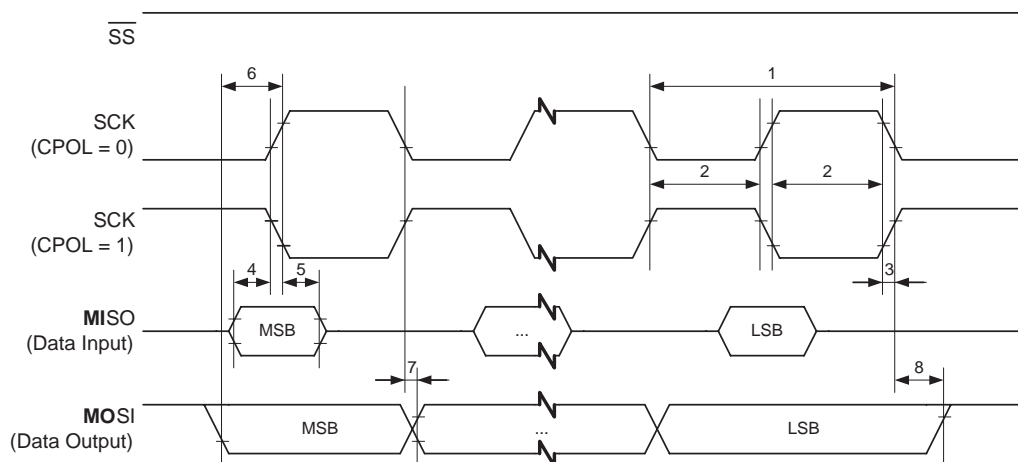 SS
6
1
SCK
(CPOL = 0)
2
2
SCK
(CPOL = 1)
4
5
3
MISO
(Data Input)
MSB
...
LSB
7
8
MOSI
(Data Output)
MSB
...
LSB